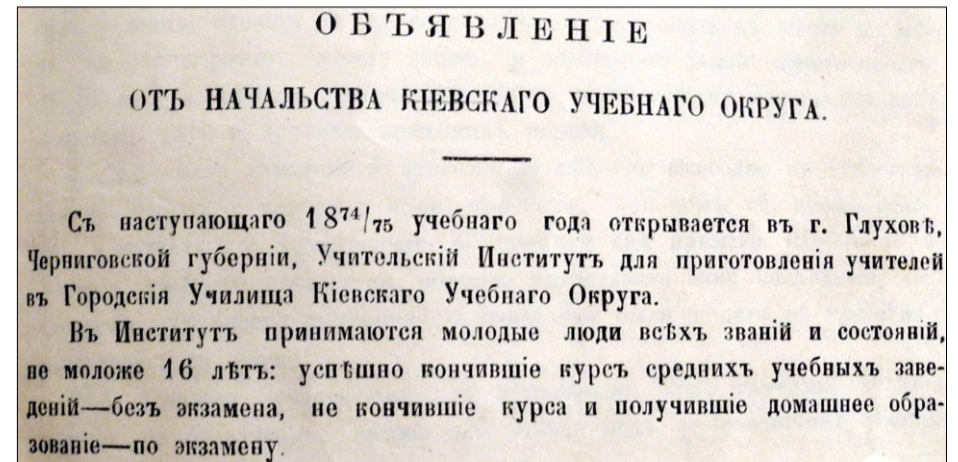 ОБЪЯВЛЕНІЕ
ОТЪ НАЧАЛЬСТВА КІЕВСКАГО УЧЕБНАГО ОКРУГА.
Съ наступающаго 18⁷⁴/₇₅ учебнаго года открывается въ г. Глуховѣ,
Черниговской губерніи, Учительскій Институтъ для приготовленія учителей
въ Городскія Училища Кіевскаго Учебнаго Округа.
Въ Институтъ принимаются молодые люди всѣхъ званій и состояній,
не моложе 16 лѣтъ: успѣшно кончившіе курсъ среднихъ учебныхъ заве-
деній—безъ экзамена, не кончившіе курса и получившіе домашнее обра-
зованіе—по экзамену.